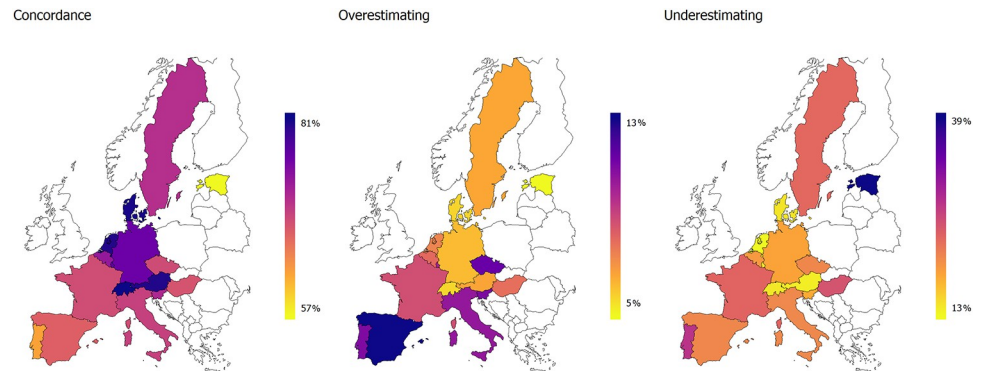 Concordance
Overestimating
Underestimating
81%
57%
13%
5%
39%
13%